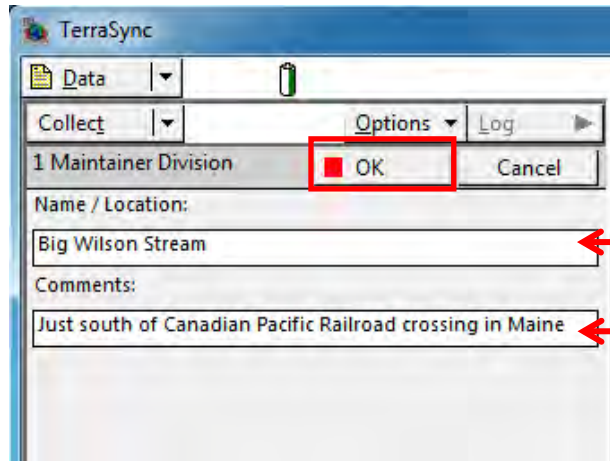 TerraSync
Data
Collect Options Log
1 Maintainer Division OK Cancel
Name / Location:
Big Wilson Stream
Comments:
Just south of Canadian Pacific Railroad crossing in Maine